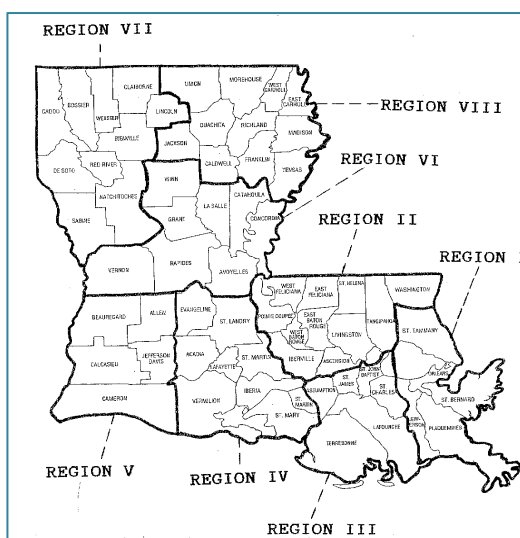 REGION VII
UNION
MOREHOUSE
WEST
CARROLL
EAST
CARROLL
CLAIBORNE
CADDO
BOSSIER
WEBSTER
LINCOLN
REGION VIII
OUACHITA
RICHLAND
MADISON
BIENVILLE
JACKSON
DE SOTO
RED RIVER
CALDWELL
FRANKLIN
TENSAS
REGION VI
WINN
NATCHITOCHES
CATAHOULA
LA SALLE
SABINE
GRANT
CONCORDIA
REGION II
VERNON
RAPIDES
AVOYELLES
REGION I
WEST
FELICIANA
EAST
FELICIANA
ST. HELENA
WASHINGTON
BEAUREGARD
ALLEN
EVANGELINE
ST. LANDRY
POINTE COUPEE
EAST
BATON
ROUGE
WEST
BATON
ROUGE
LIVINGSTON
TANGIPAHOA
ST. TAMMANY
CALCASIEU
JEFFERSON
DAVIS
ACADIA
LAFAYETTE
ST. MARTIN
IBERVILLE
ASCENSION
ORLEANS
CAMERON
VERMILION
IBERIA
ST.
MARTIN
ST. MARY
ASSUMPTION
ST.
JAMES
ST. JOHN
BAPTIST
ST.
CHARLES
ST. BERNARD
JEFF-
ERSON
PLAQUEMINES
TERREBONNE
LAFOURCHE
REGION V
REGION IV
REGION III